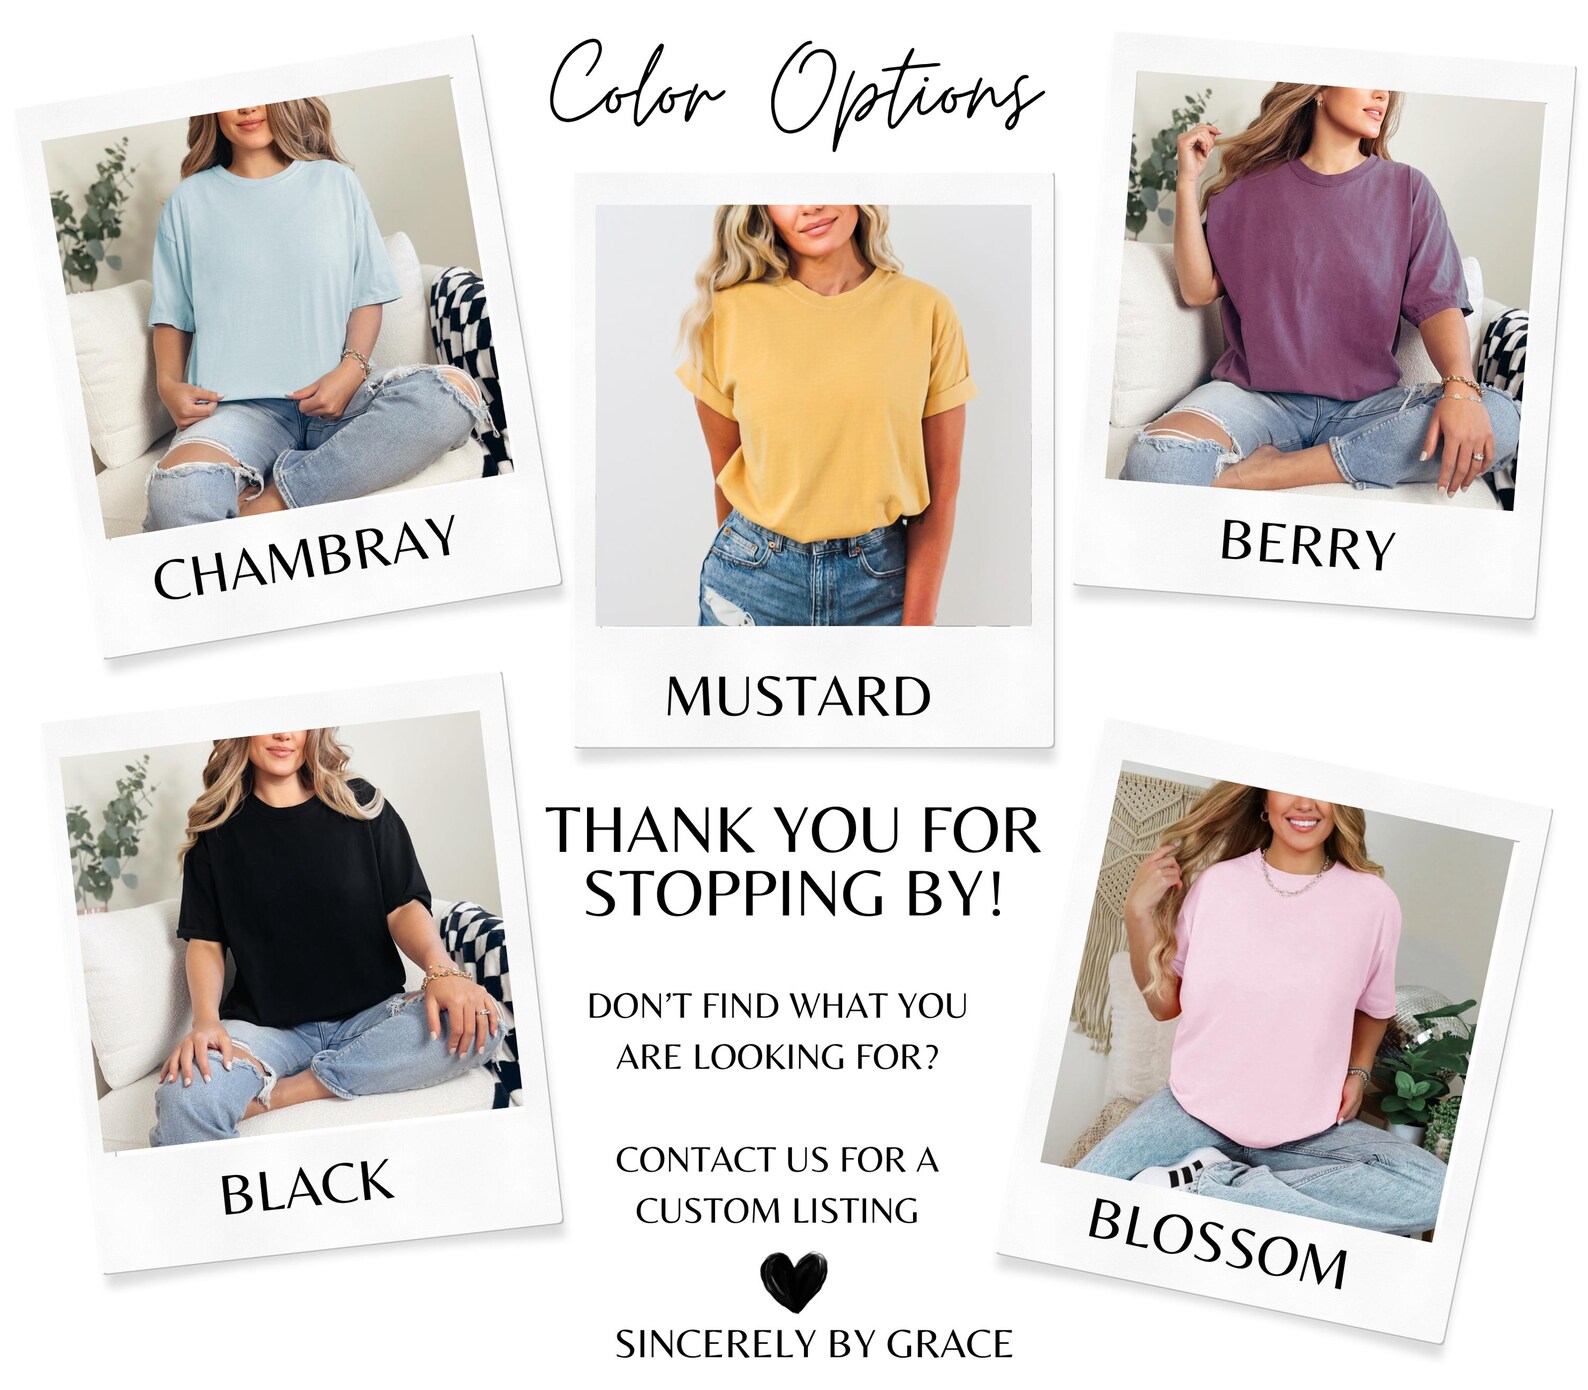 Color Options
CHAMBRAY
MUSTARD
BERRY
BLACK
THANK YOU FOR
STOPPING BY!
DON'T FIND WHAT YOU
ARE LOOKING FOR?
CONTACT US FOR A
CUSTOM LISTING
SINCERELY BY GRACE
BLOSSOM